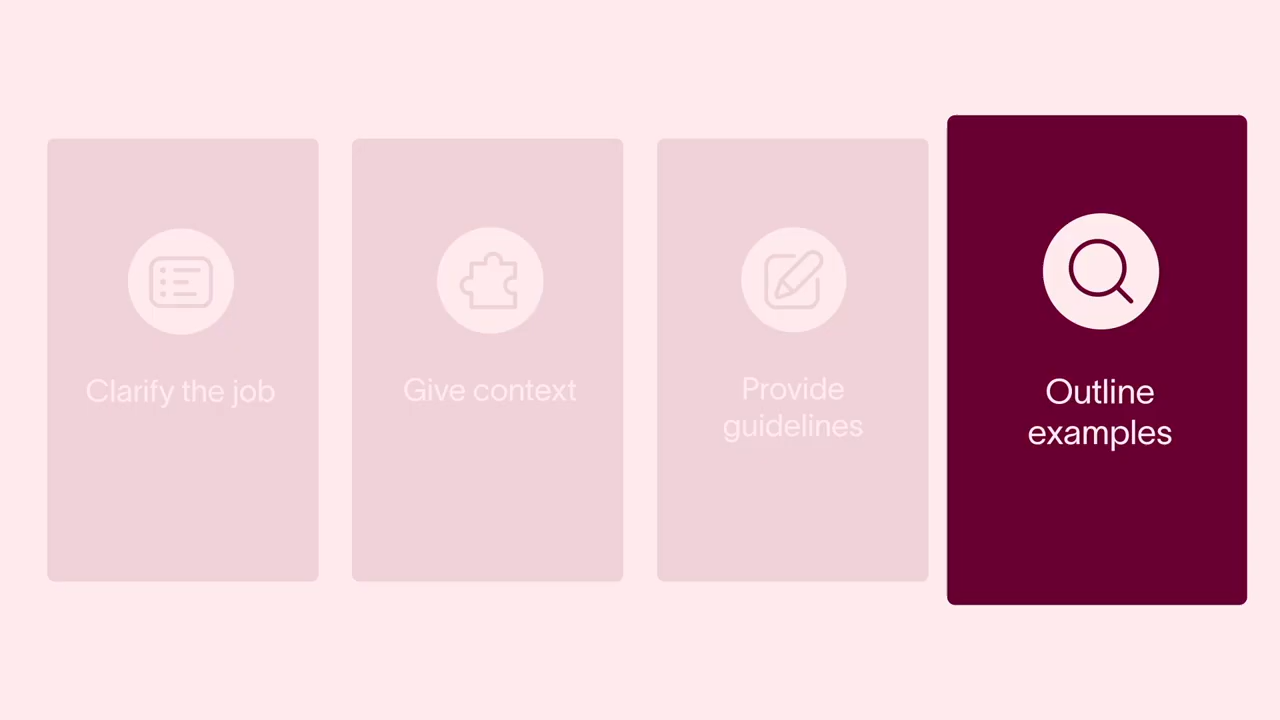 Clarify the job
Give context
Provide
guidelines
Outline
examples